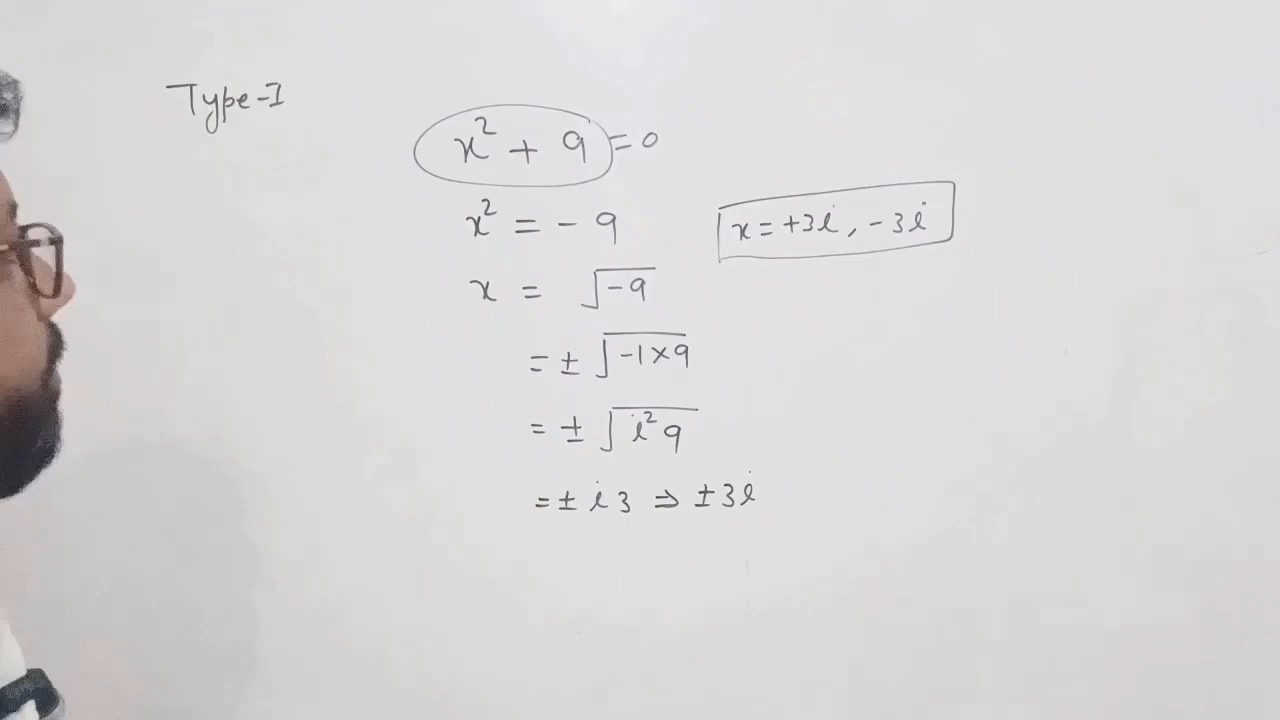 Type-I
x² + 9 = 0
x² = - 9
x = +3i, -3i
x = √-9
= ± √-1×9
= ± √i²9
= ± i3 ⇒ ±3i